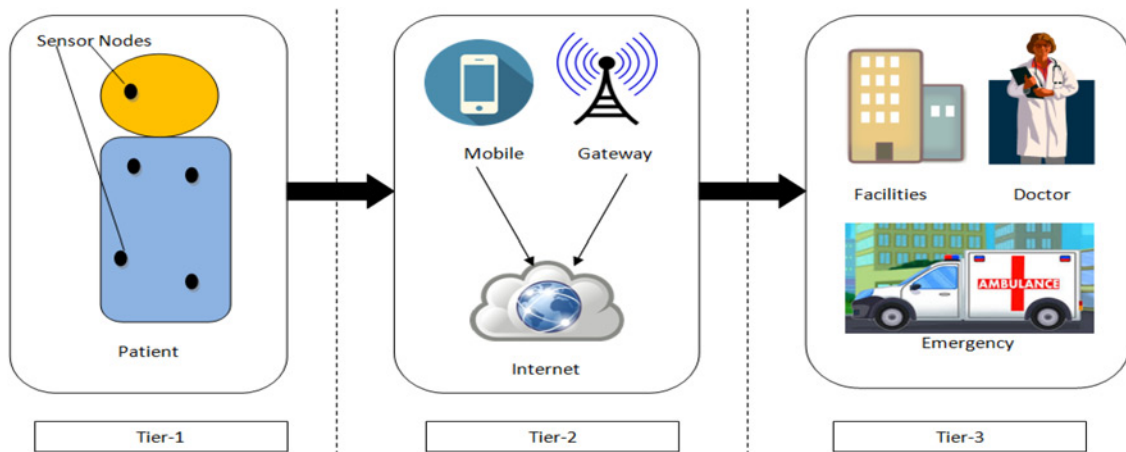 Sensor Nodes
Patient
Tier-1
Mobile
Gateway
Internet
Tier-2
Facilities
Doctor
AMBULANCE
Emergency
Tier-3